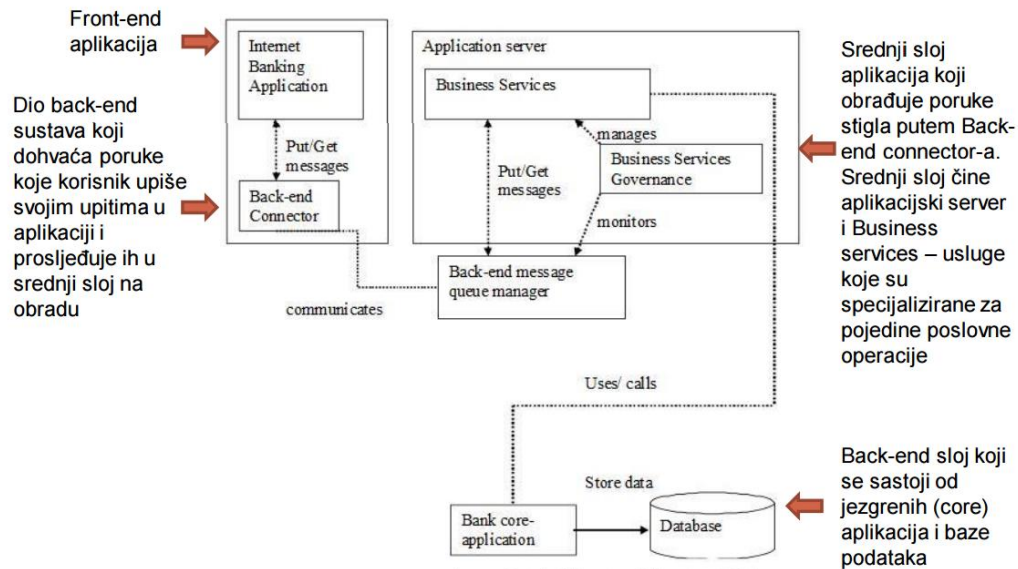 Front-end
aplikacija
Dio back-end
sustava koji
dohvaća poruke
koje korisnik upiše
svojim upitima u
aplikaciji i
prosljeđuje ih u
srednji sloj na
obradu
Internet
Banking
Application
Put/Get
messages
Back-end
Connector
communicates
Application server
Business Services
manages
Put/Get
messages
Business Services
Governance
monitors
Back-end message
queue manager
Uses/ calls
Store data
Bank core-
application
Database
Srednji sloj
aplikacija koji
obrađuje poruke
stigla putem Back-
end connector-a.
Srednji sloj čine
aplikacijski server
i Business
services – usluge
koje su
specijalizirane za
pojedine poslovne
operacije
Back-end sloj koji
se sastoji od
jezgrenih (core)
aplikacija i baze
podataka